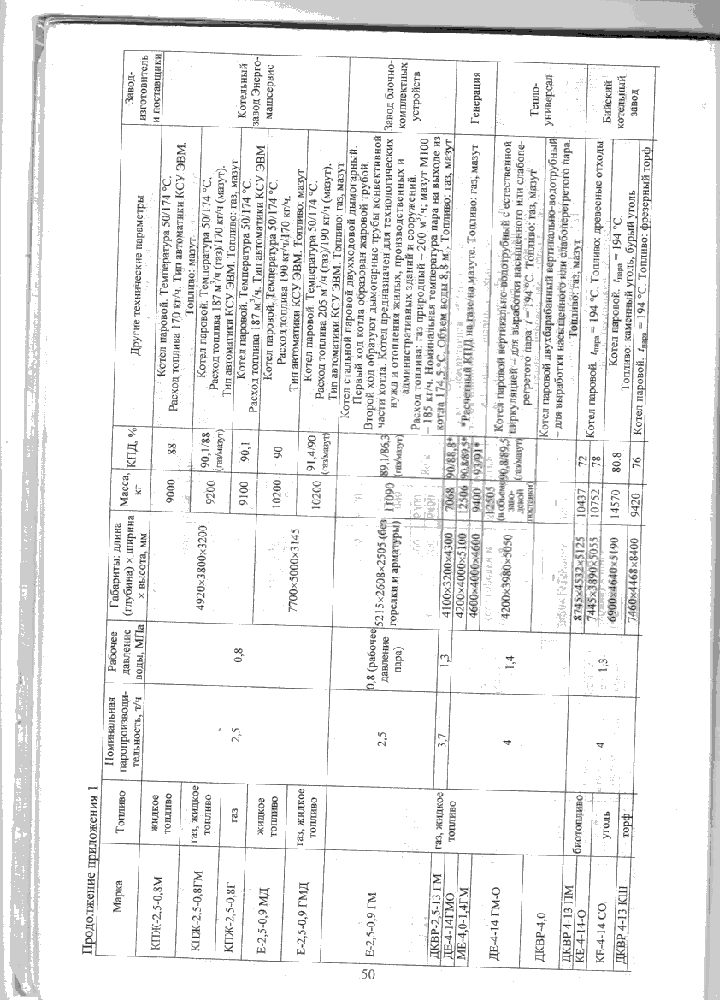 Продолжение приложения 1
Марка
Топливо
Номинальная
паропроизводи-
тельность, т/ч
Рабочее
давление
воды, МПа
Габариты: длина
(глубина) × ширина
× высота, мм
Масса,
кг
КПД, %
Другие технические параметры
Завод-
изготовитель
и поставщики
КПЖ-2,5-0,8М
жидкое
топливо
2,5
0,8
4920×3800×3200
9000
88
Котел паровой. Температура 50/174 °С.
Расход топлива 170 кг/ч. Тип автоматики КСУ ЭВМ.
Топливо: мазут
Котельный
завод Энерго-
машсервис
КПЖ-2,5-0,8ГМ
газ, жидкое
топливо
9200
90,1/88
(газ/мазут)
Котел паровой. Температура 50/174 °С.
Расход топлива 187 м³/ч (газ)/170 кг/ч (мазут).
Тип автоматики КСУ ЭВМ. Топливо: газ, мазут
КПЖ-2,5-0,8Г
газ
9100
90,1
Котел паровой, Температура 50/174 °С.
Расход топлива 187 м³/ч. Тип автоматики КСУ ЭВМ
Е-2,5-0,9 МД
жидкое
топливо
7700×5000×3145
10200
90
Котел паровой. Температура 50/174 °С.
Расход топлива 190 кг/ч/170 кг/ч.
Тип автоматики КСУ ЭВМ. Топливо: мазут
Е-2,5-0,9 ГМД
газ, жидкое
топливо
10200
91,4/90
(газ/мазут)
Котел паровой. Температура 50/174 °С.
Расход топлива 205 м³/ч (газ)/190 кг/ч (мазут).
Тип автоматики КСУ ЭВМ. Топливо: газ, мазут
Е-2,5-0,9 ГМ
газ, жидкое
топливо
2,5
0,8 (рабочее
давление
пара)
5215×2608×2505 (без
горелки и арматуры)
11090
89,1/86,3
(газ/мазут)
Котел стальной паровой двухходовой дымогарный.
Первый ход котла образован жаровой трубой.
Второй ход образуют дымогарные трубы конвективной
части котла. Котел предназначен для технологических
нужд и отопления жилых, производственных и
административных зданий и сооружений.
Расход топлива: газ природный – 200 м³/ч; мазут М100
– 185 кг/ч. Номинальная температура пара на выходе из
котла 174,5 °С. Объем воды 8,8 м³. Топливо: газ, мазут
Завод блочно-
комплектных
устройств
ДКВР-2,5-13 ГМ
3,7
1,3
4100×3200×4300
7068
90/88,8*
*Расчетный КПД на газе/на мазуте. Топливо: газ, мазут
Генерация
ДЕ-4-14ГМО
4
1,4
4200×4000×5100
12506
90,8/89,5*
МЕ-4,0-1,4ГМ
4600×4000×4600
9400
93/91*
ДЕ-4-14 ГМ-О
4200×3980×5050
12505
(в объеме
заво-
дской
поставки)
90,8/89,5
(газ/мазут)
Котел паровой вертикально-водотрубный с естественной
циркуляцией – для выработки насыщенного или слабопе-
регретого пара t = 194 °С. Топливо: газ, мазут
Тепло-
универсал
ДКВР-4,0
–
–
Котел паровой двухбарабанный вертикально-водотрубный
– для выработки насыщенного или слабоперегретого пара.
Топливо: газ, мазут
ДКВР 4-13 ПМ
биотопливо
4
1,3
8745×4532×5125
10437
72
Котел паровой. tпара = 194 °С. Топливо: древесные отходы
Бийский
котельный
завод
КЕ-4-14-О
7445×3890×5055
10752
78
КЕ-4-14 СО
уголь
6900×4640×5190
14570
80,8
Котел паровой. tпара = 194 °С.
Топливо: каменный уголь, бурый уголь
ДКВР 4-13 КШ
торф
7460×4468×8400
9420
76
Котел паровой. tпара = 194 °С. Топливо: фрезерный торф
50